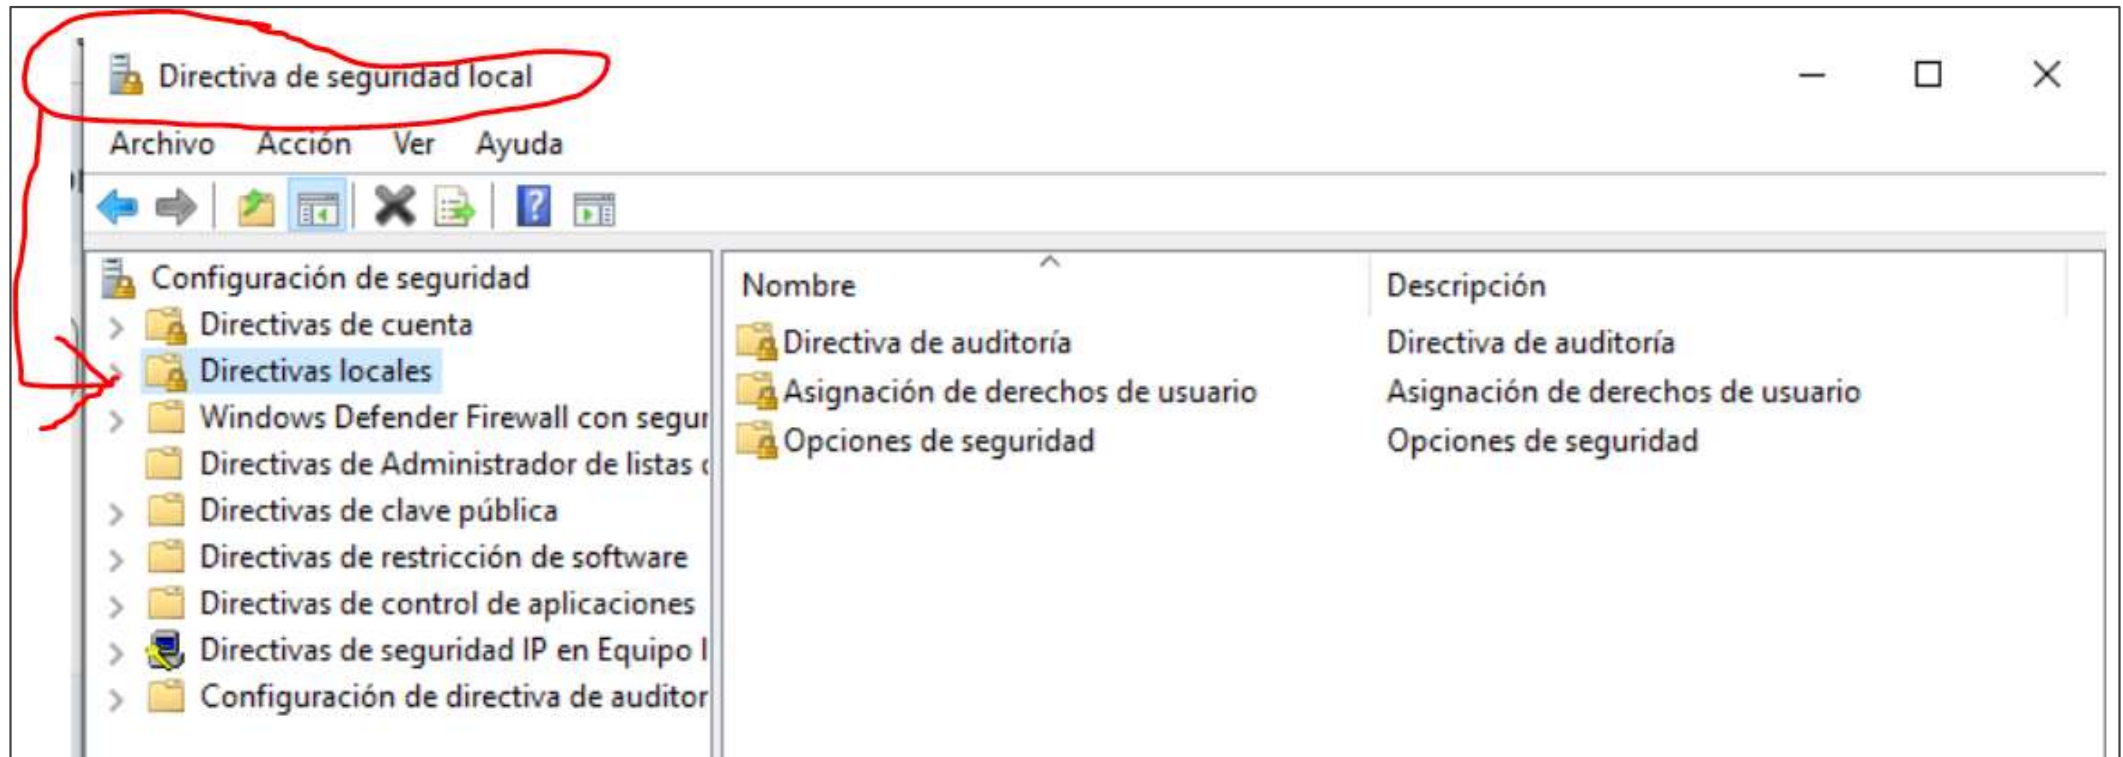 Directiva de seguridad local
Archivo Acción Ver Ayuda
Configuración de seguridad
Directivas de cuenta
Directivas locales
Windows Defender Firewall con segur
Directivas de Administrador de listas
Directivas de clave pública
Directivas de restricción de software
Directivas de control de aplicaciones
Directivas de seguridad IP en Equipo l
Configuración de directiva de auditor
Nombre Descripción
Directiva de auditoría Directiva de auditoría
Asignación de derechos de usuario Asignación de derechos de usuario
Opciones de seguridad Opciones de seguridad